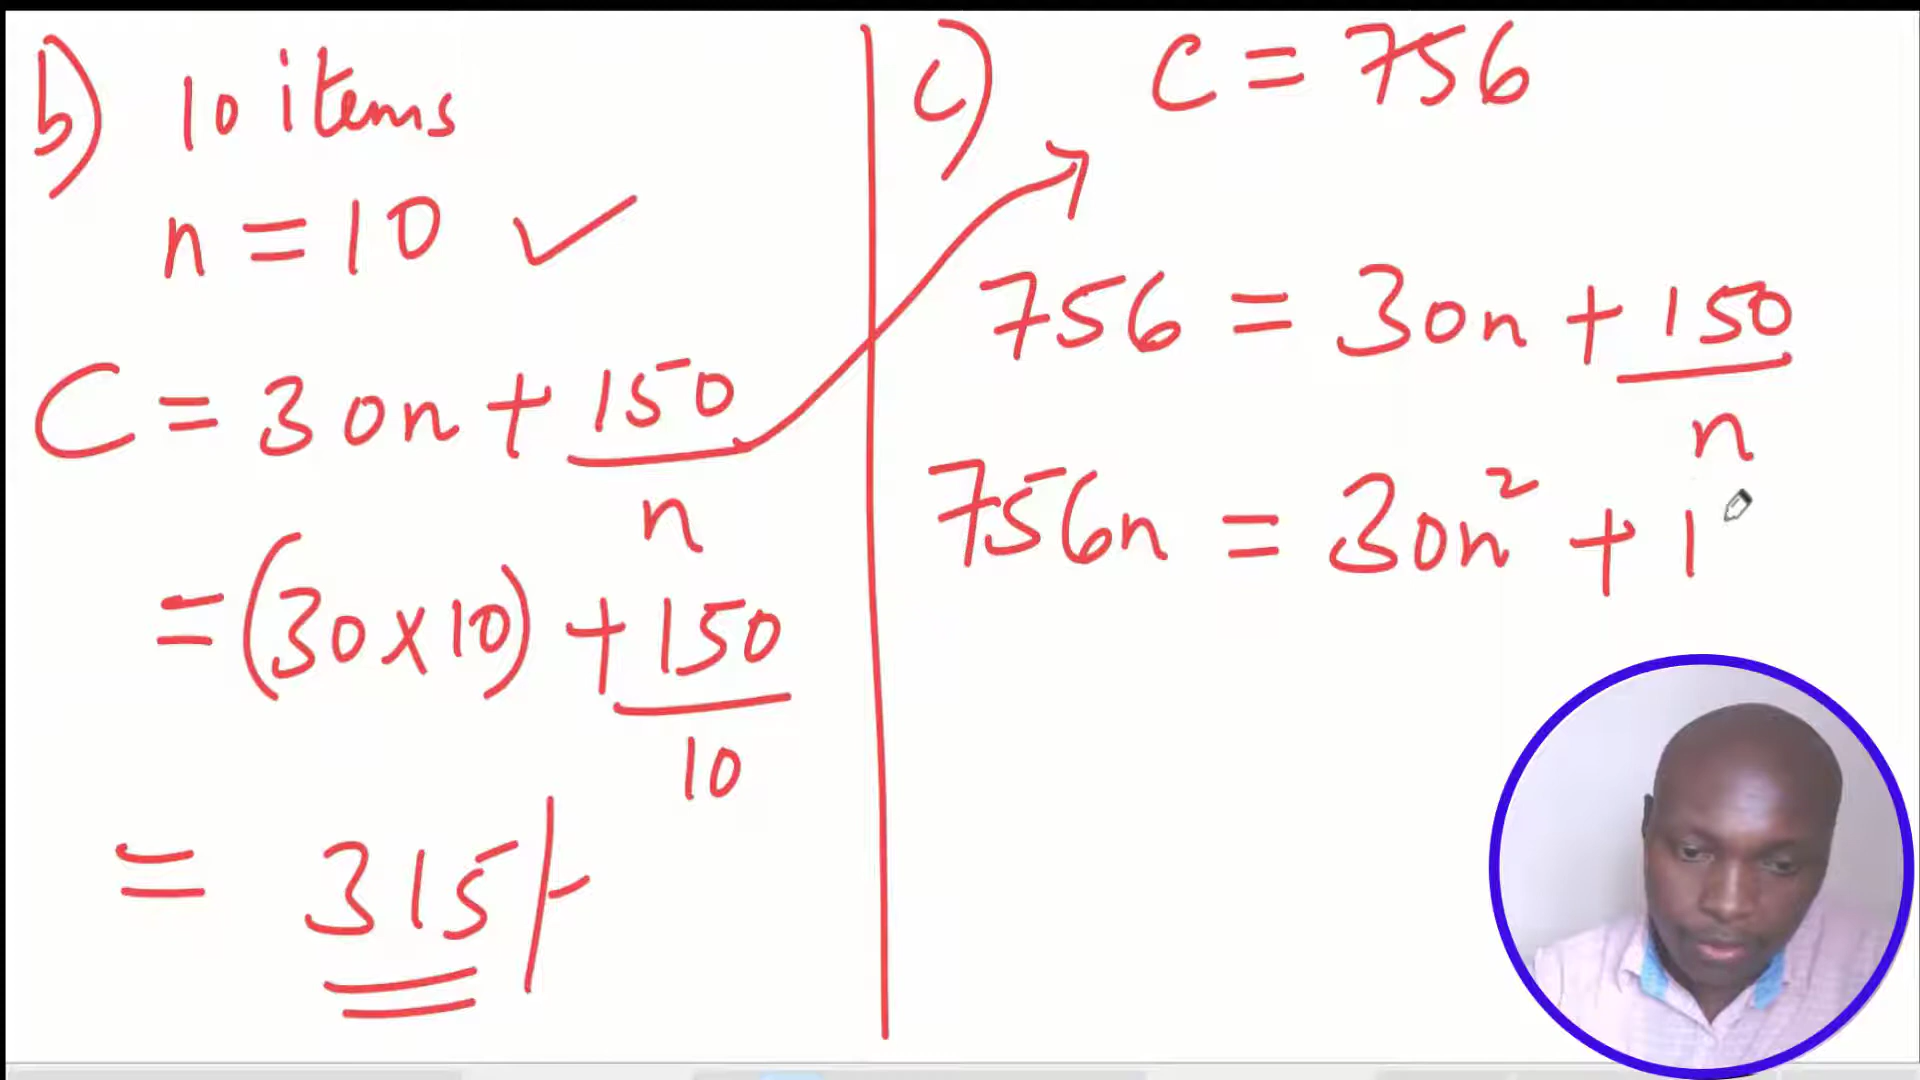 b) 10 items
n = 10 ✓
C = 30n + 150/n
= (30×10) + 150/10
= 315/-
c) C = 756
756 = 30n + 150/n
756n = 30n² + 1